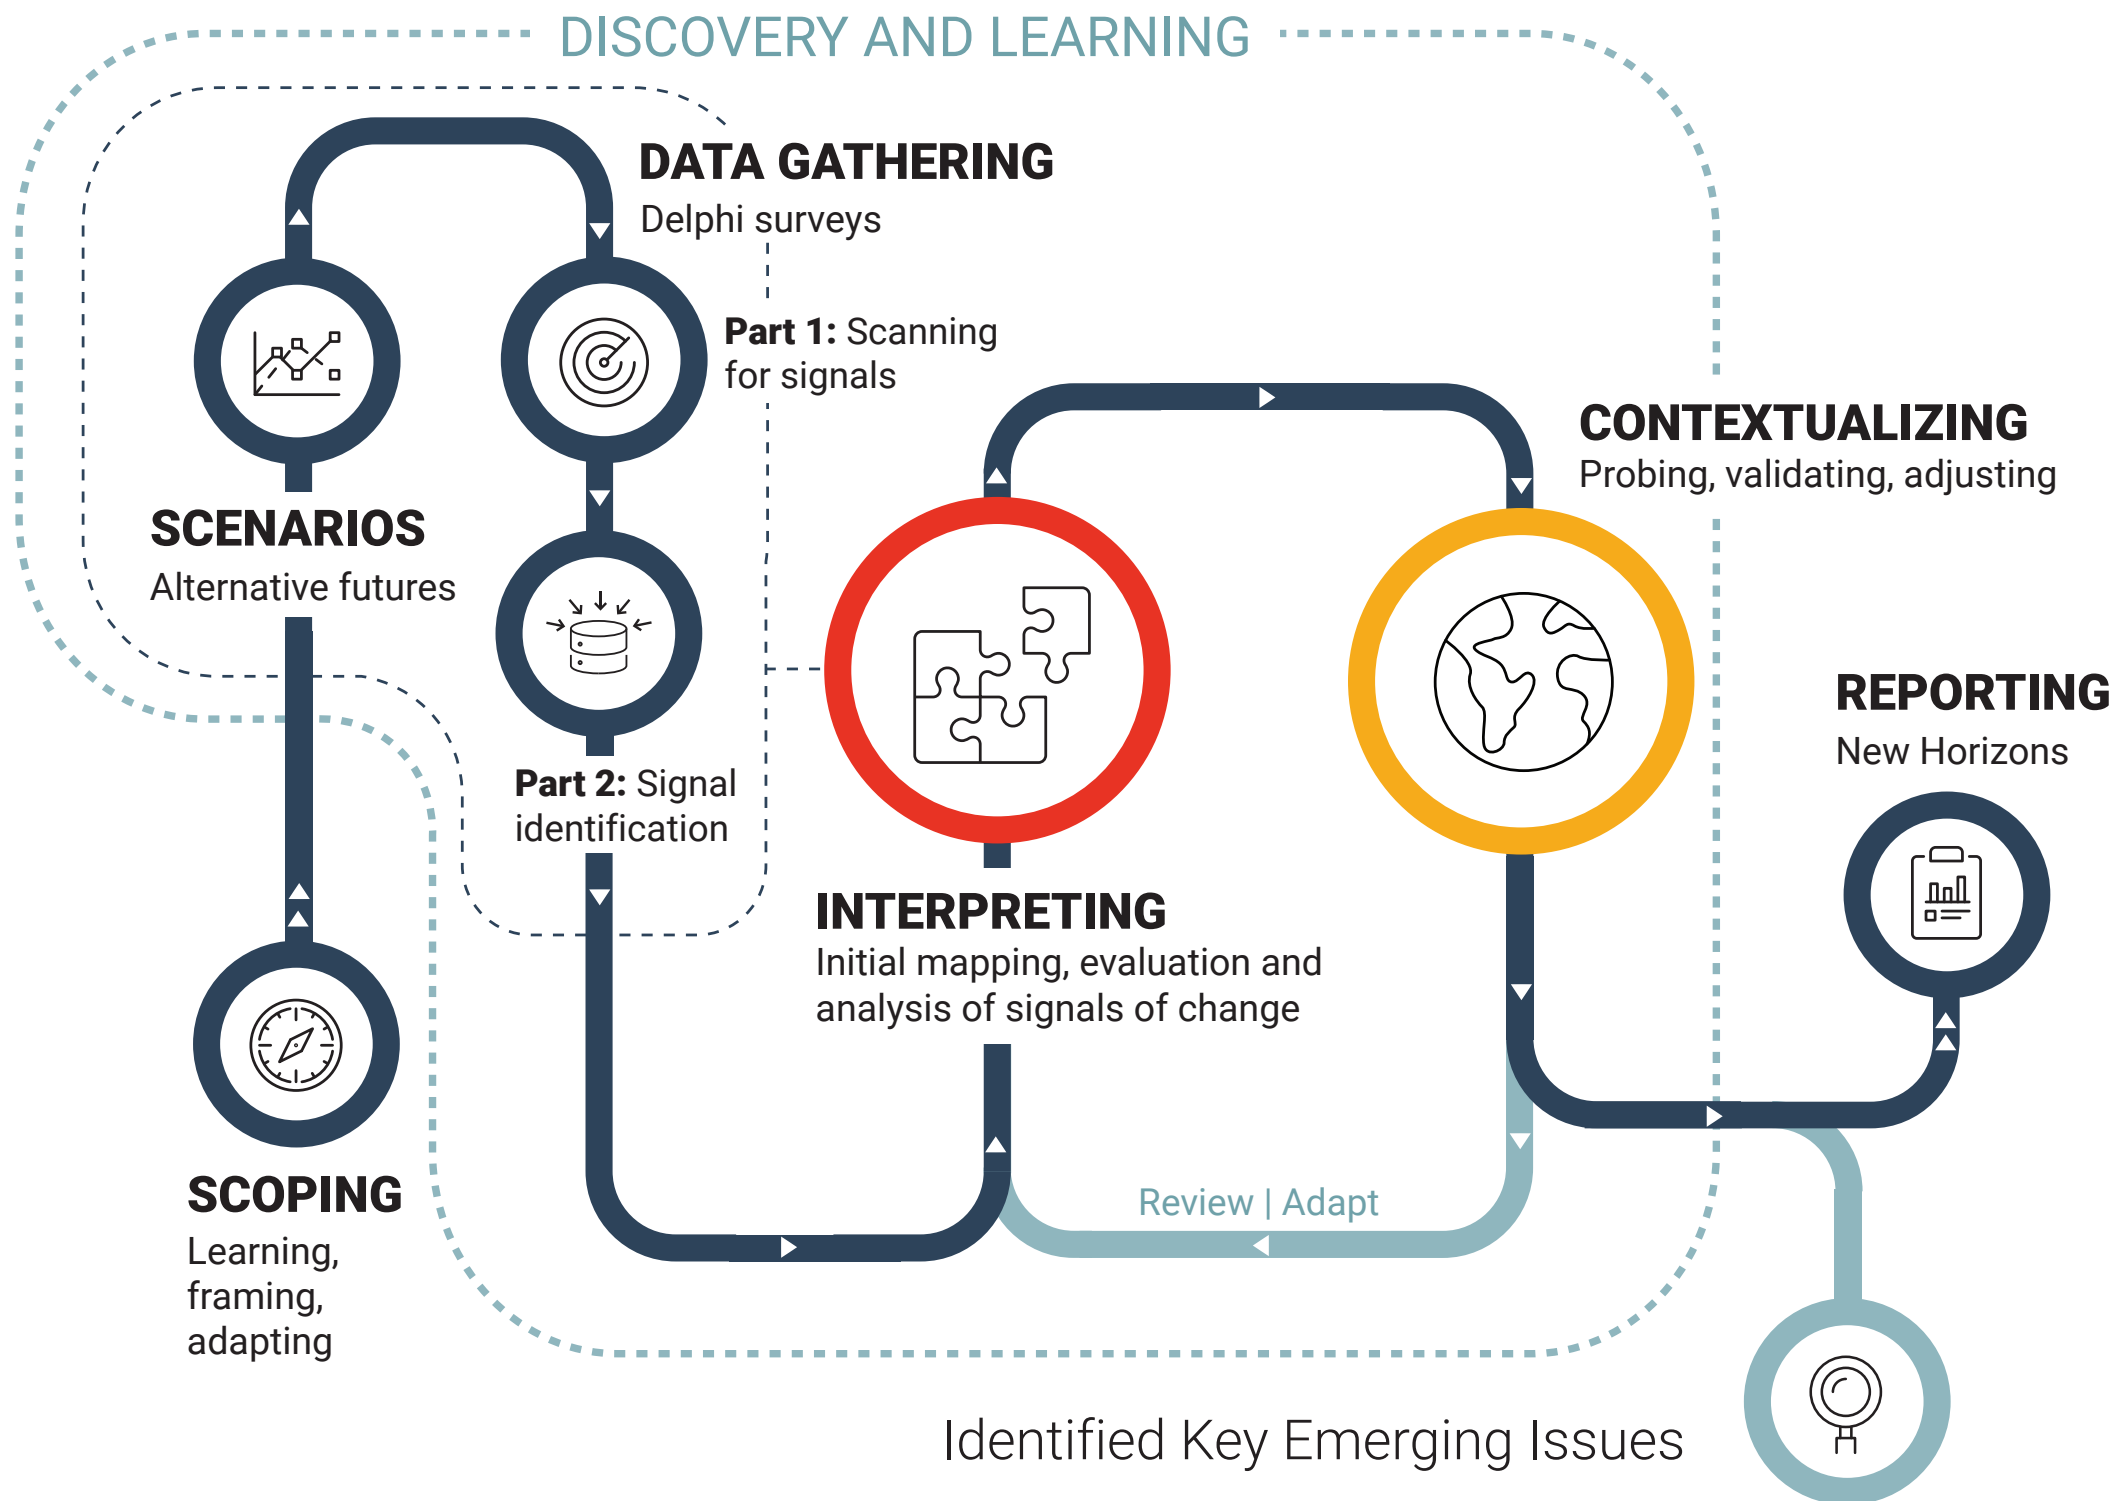 DISCOVERY AND LEARNING
DATA GATHERING
Delphi surveys
Part 1: Scanning
for signals
SCENARIOS
Alternative futures
Part 2: Signal
identification
SCOPING
Learning,
framing,
adapting
INTERPRETING
Initial mapping, evaluation and
analysis of signals of change
CONTEXTUALIZING
Probing, validating, adjusting
Review | Adapt
REPORTING
New Horizons
Identified Key Emerging Issues